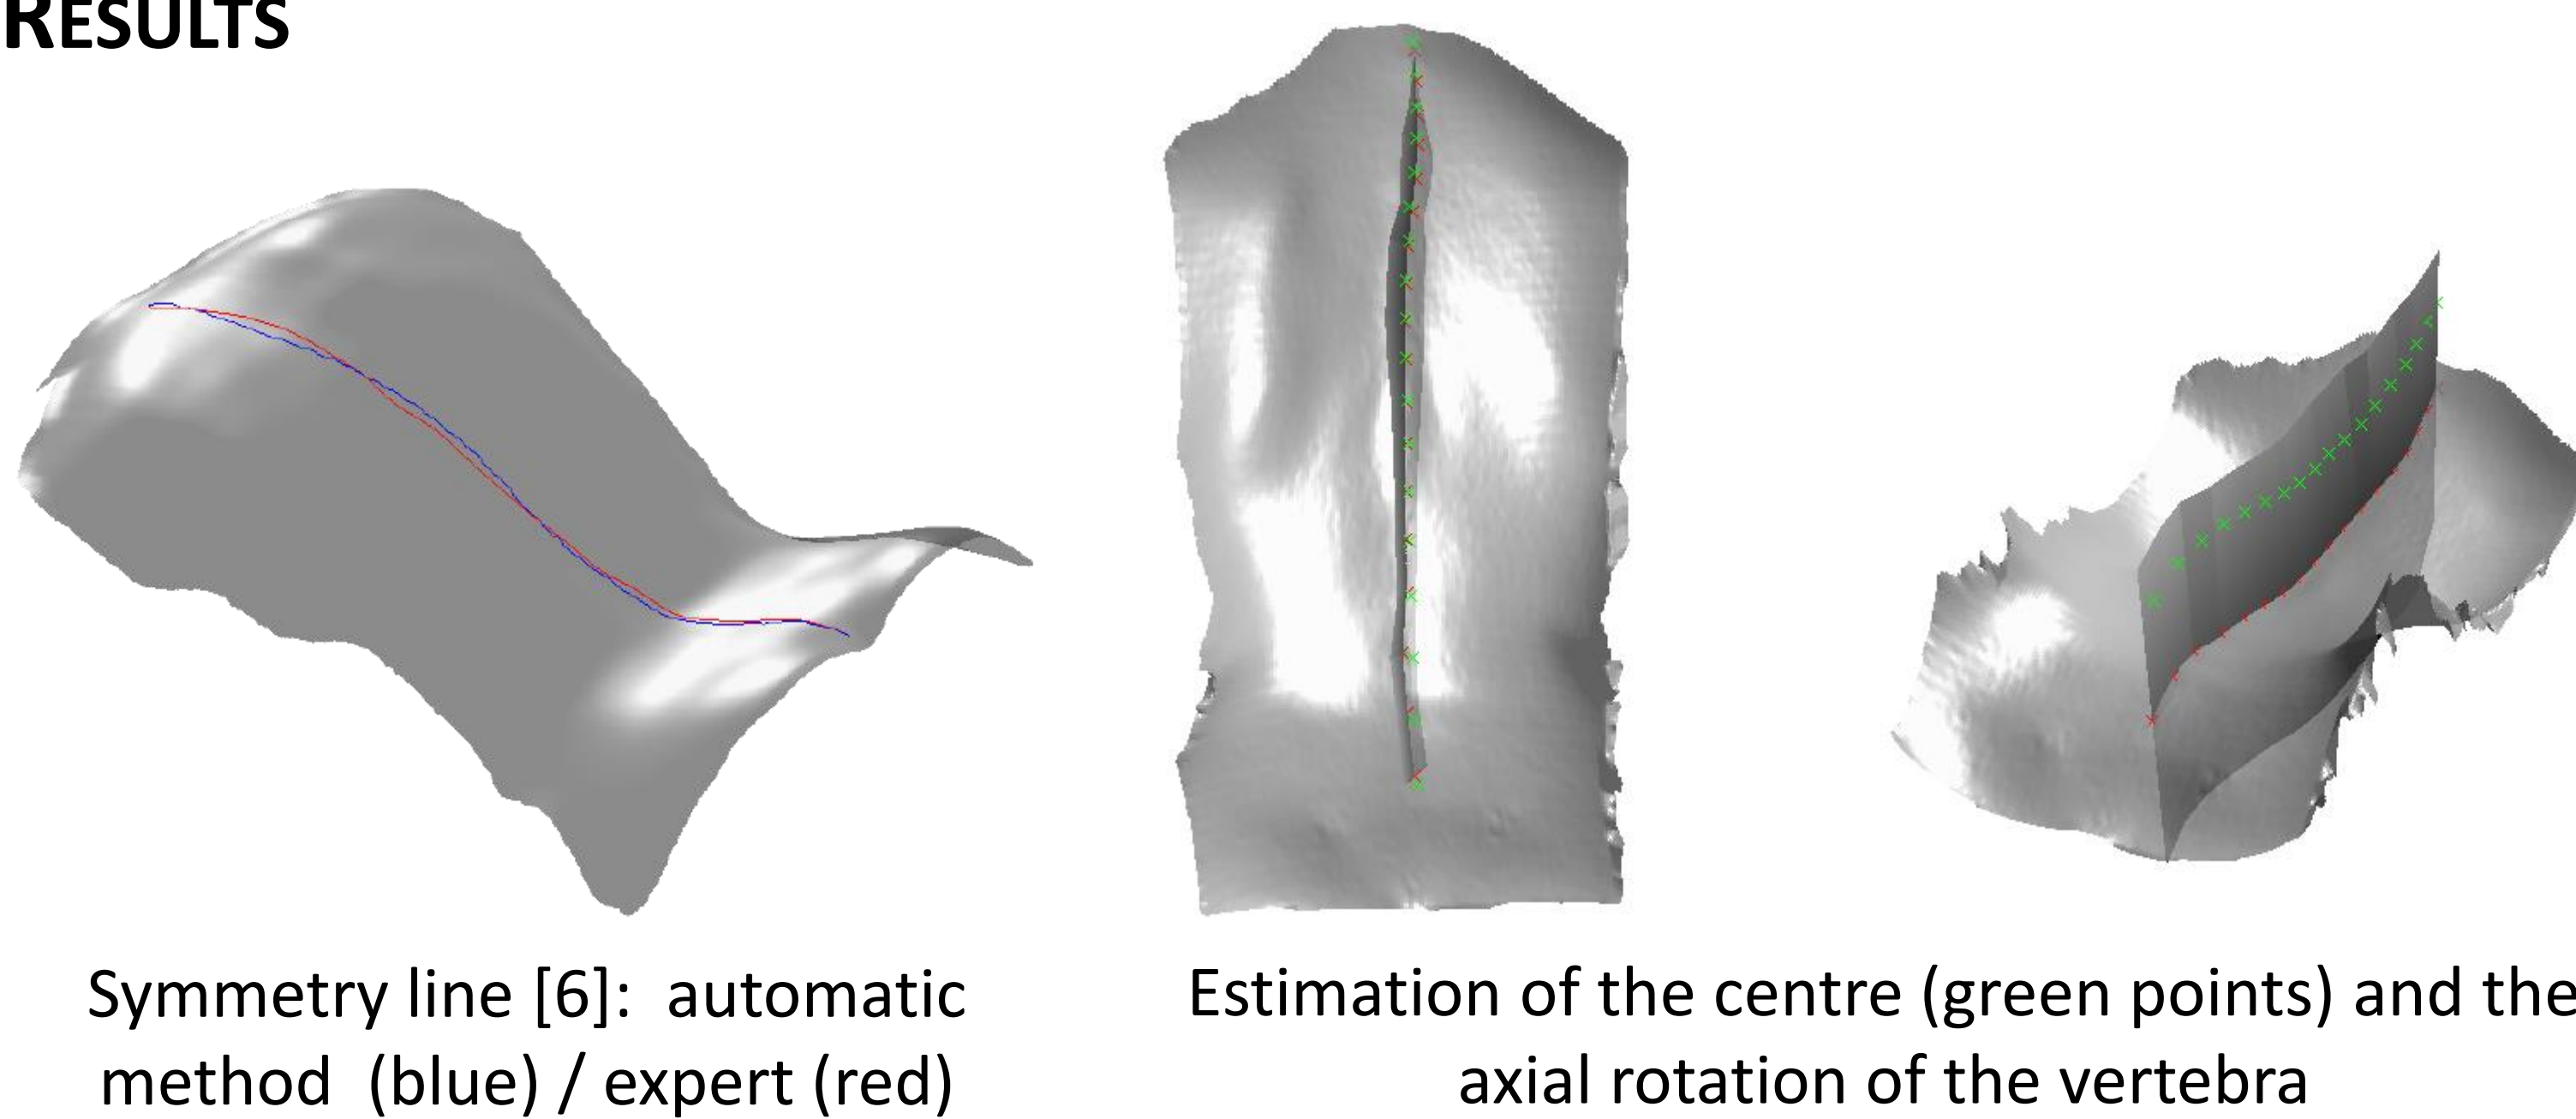 RESULTS
Symmetry line [6]: automatic
method (blue) / expert (red)
Estimation of the centre (green points) and the
axial rotation of the vertebra